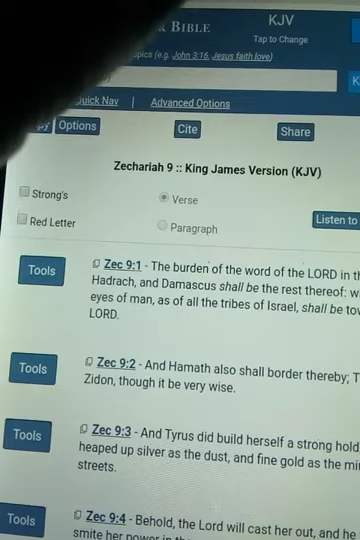 BIBLE
KJV
Tap to Change
(e.g. John 3:16, Jesus faith love)
Quick Nav | Advanced Options
Options
Cite
Share
Zechariah 9 :: King James Version (KJV)
Strong's
Verse
Red Letter
Paragraph
Listen to
Tools
Zec 9:1 - The burden of the word of the LORD in
Hadrach, and Damascus shall be the rest thereof:
eyes of man, as of all the tribes of Israel, shall be
LORD.
Tools
Zec 9:2 - And Hamath also shall border thereby;
Zidon, though it be very wise.
Tools
Zec 9:3 - And Tyrus did build herself a strong hold
heaped up silver as the dust, and fine gold as the
streets.
Tools
Zec 9:4 - Behold, the Lord will cast her out, and he
smite her power in